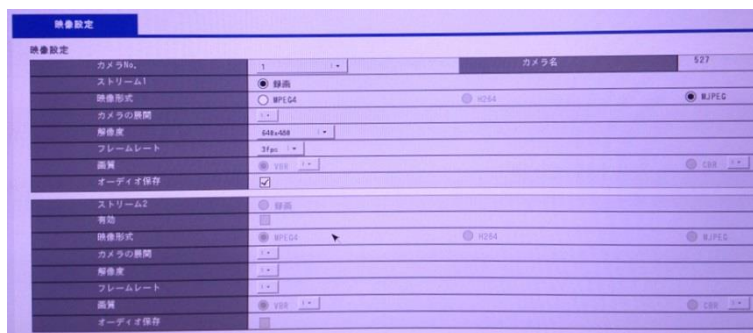 映像設定
映像設定
カメラNo. 1 カメラ名 527
ストリーム1 録画
映像形式 MPEG4 H264 MJPEG
カメラの展開
解像度 640x480
フレームレート 3fps
画質 VBR CBR
オーディオ保存
ストリーム2 録画
有効
映像形式 MPEG4 H264 MJPEG
カメラの展開
解像度
フレームレート
画質 VBR CBR
オーディオ保存